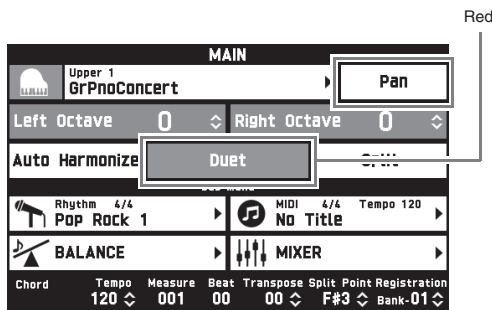 Red
MAIN
Upper 1
GrPnoConcert
Pan
Left Octave 0 Right Octave 0
Auto Harmonize Duet
Rhythm 4/4 MIDI 4/4 Tempo 120
Pop Rock 1 No Title
BALANCE MIXER
Chord Tempo Measure Beat Transpose Split Point Registration
120 001 00 00 F#3 Bank-01